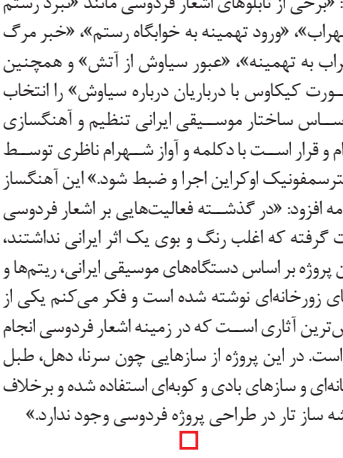 : «برخی از تابلوهای اشعار فردوسی مانند «نبرد رستم
هراب»، «ورود تهمینه به خوابگاه رستم»، «خبر مرگ
راب به تهمینه»، «عبور سیاوش از آتش» و همچنین
ـورت کیکاوس با درباریان درباره سیاوش» را انتخاب
ـساس ساختار موسیقی ایرانی تنظیم و آهنگسازی
ام و قرار است با دکلمه و آواز شهرام ناظری توسط
ترسمفونیک اوکراین اجرا و ضبط شود.» این آهنگساز
مه افزود: «در گذشته فعالیت‌هایی بر اشعار فردوسی
ت گرفته که اغلب رنگ و بوی یک اثر ایرانی نداشتند،
ن پروژه بر اساس دستگاه‌های موسیقی ایرانی، ریتم‌ها و
ای زورخانه‌ای نوشته شده است و فکر می‌کنم یکی از
ش‌ترین آثاری است که در زمینه اشعار فردوسی انجام
است. در این پروژه از سازهایی چون سرنا، دهل، طبل
انه‌ای و سازهای بادی و کوبه‌ای استفاده شده و برخلاف
شه ساز تار در طراحی پروژه فردوسی وجود ندارد.»